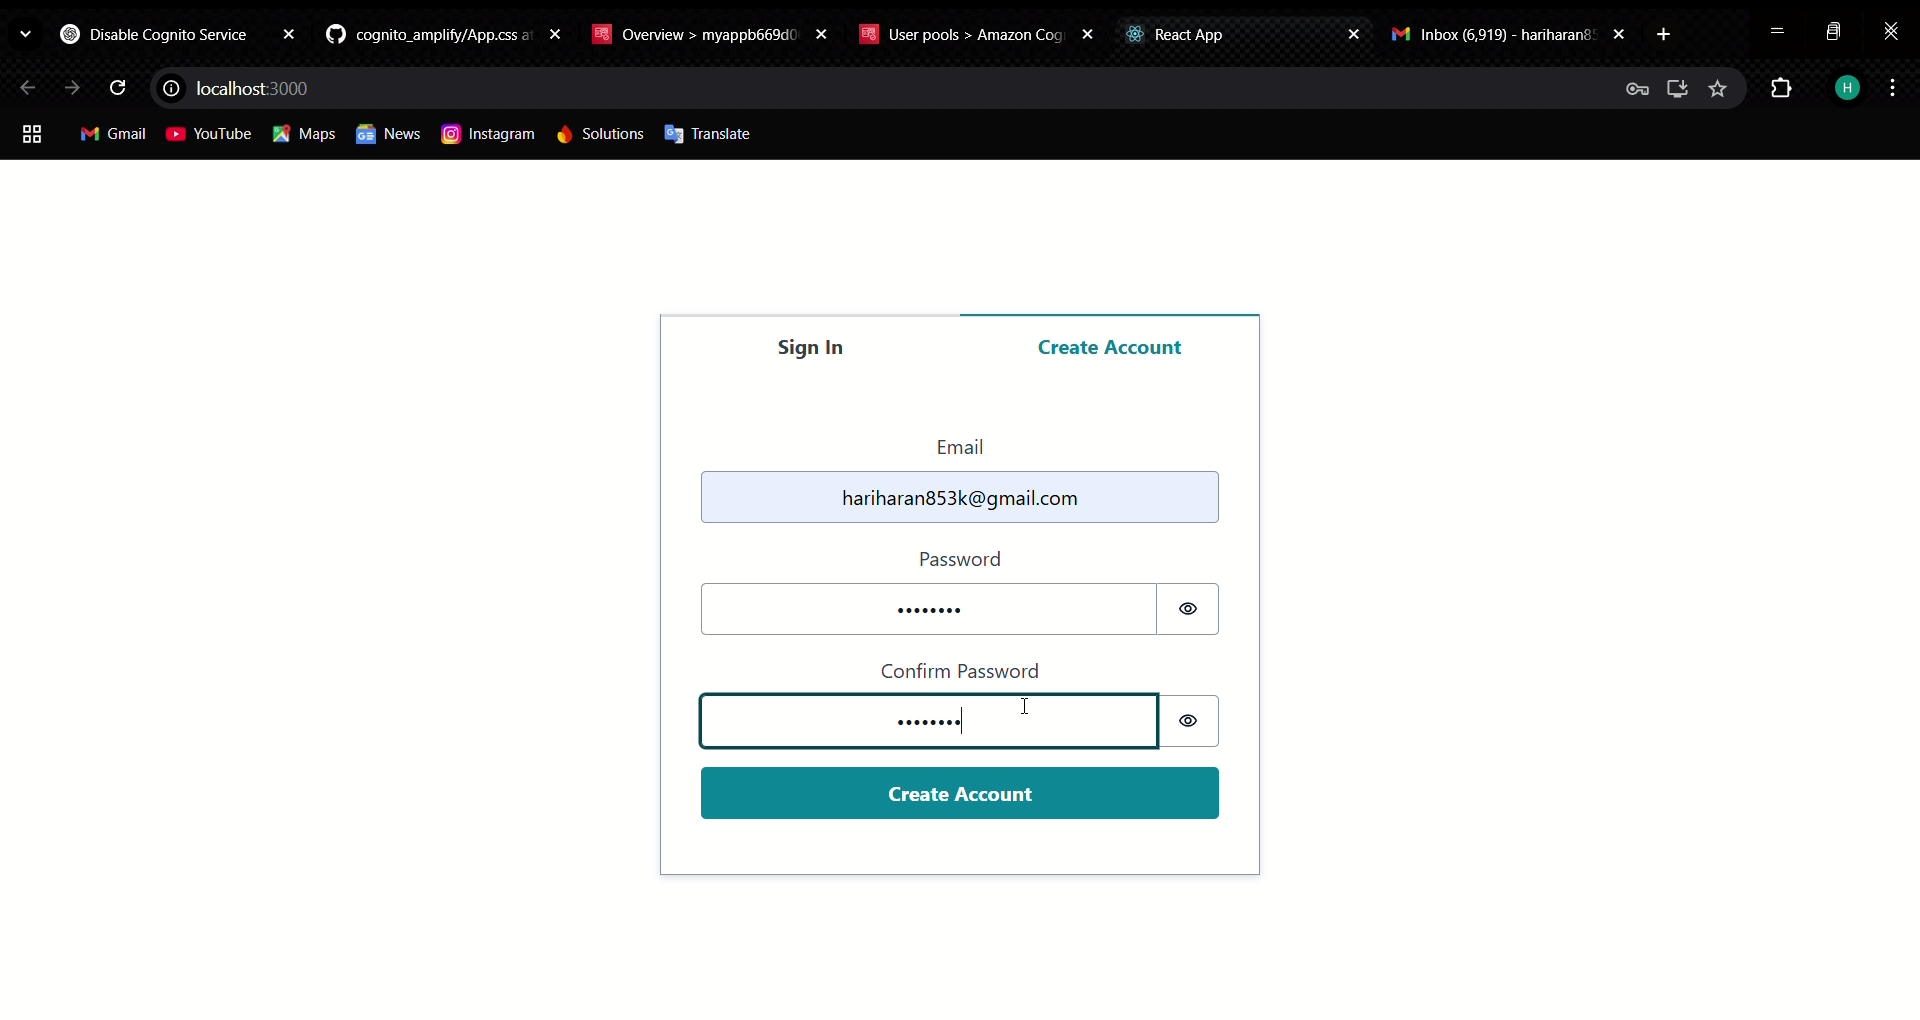 Disable Cognito Service
cognito_amplify/App.css a
Overview > myappb669d0
User pools > Amazon Cog
React App
Inbox (6,919) - hariharan85
localhost:3000
H
Gmail
YouTube
Maps
News
Instagram
Solutions
Translate
Sign In
Create Account
Email
hariharan853k@gmail.com
Password
••••••••
Confirm Password
••••••••
Create Account